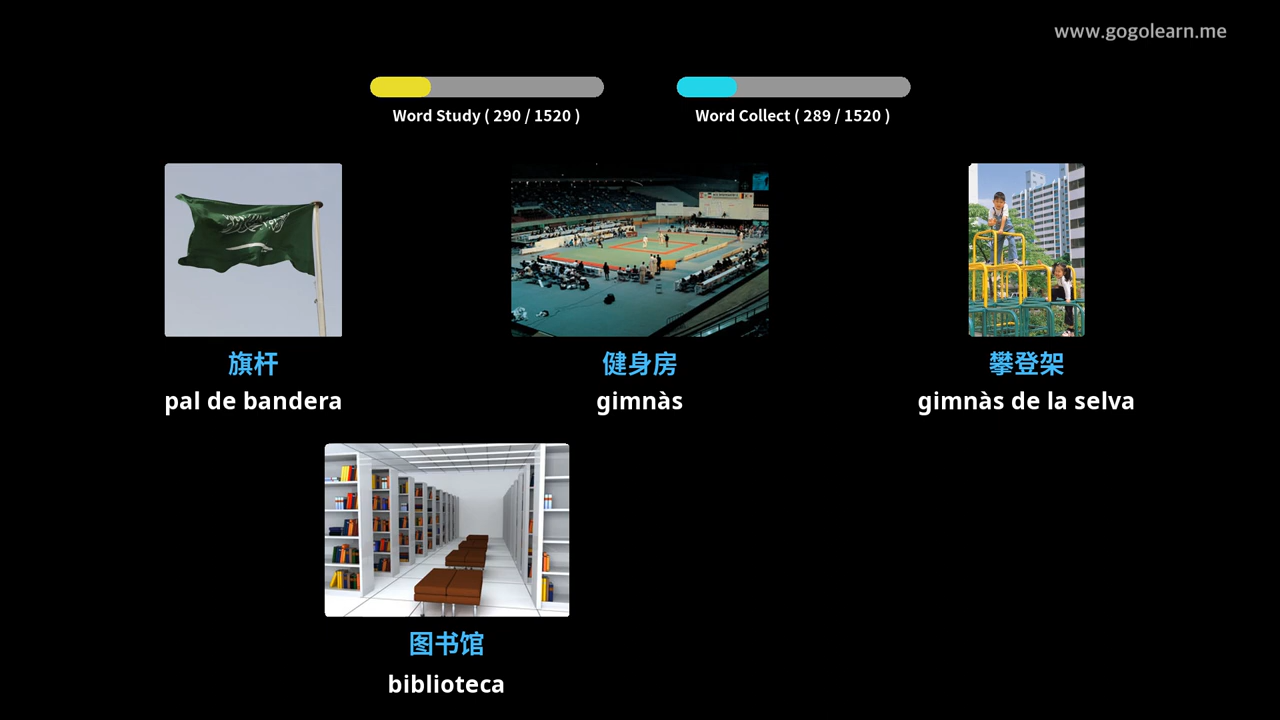 www.gogolearn.me
Word Study ( 290 / 1520 )
Word Collect ( 289 / 1520 )
旗杆
pal de bandera
健身房
gimnàs
攀登架
gimnàs de la selva
图书馆
biblioteca